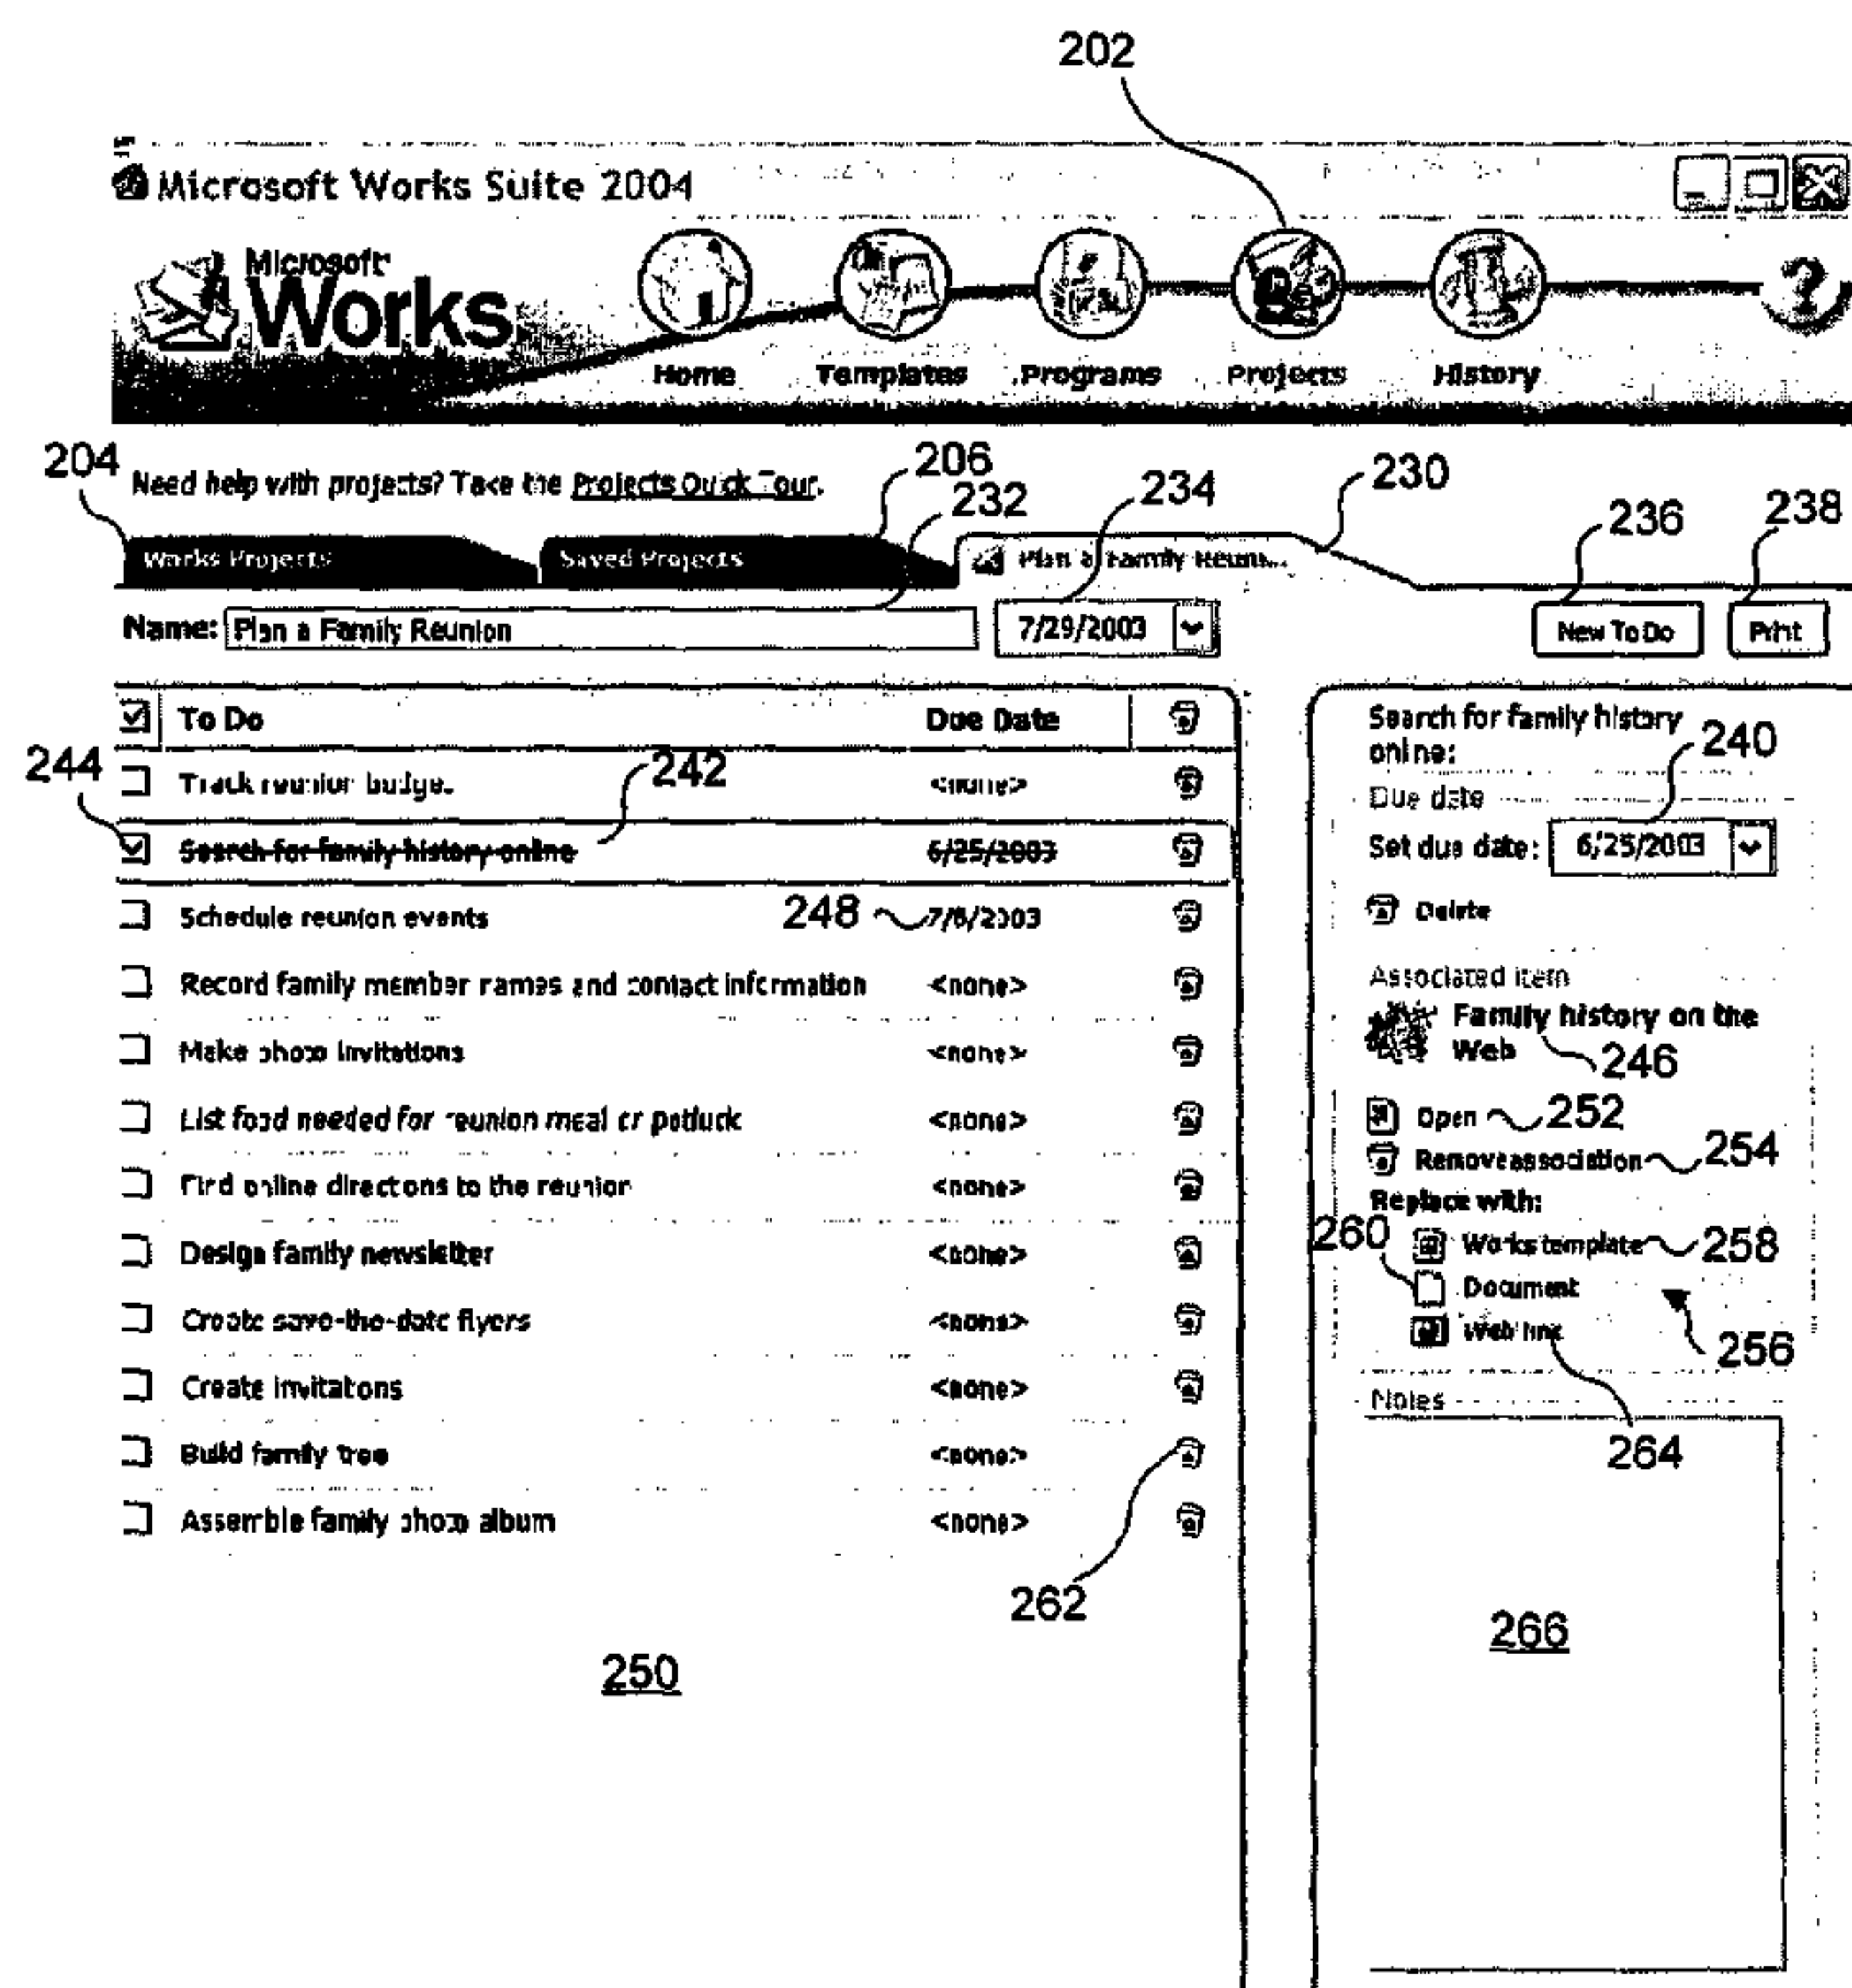 202
Microsoft Works Suite 2004
Microsoft
Works
Home Templates Programs Projects History ?
204 206 230
Need help with projects? Take the Projects Quick Tour.
232 234 236 238
Works Projects Saved Projects Plan a Family Reuni...
Name: Plan a Family Reunion 7/29/2003 New To Do Print
To Do Due Date
Search for family history
online:
240
244 242
Track reunion budget <none>
Due date
Search for family history online 6/25/2003
Set due date: 6/25/2003
Schedule reunion events 248 7/6/2003
Delete
Record family member names and contact information <none>
Associated item
Family history on the
Web
246
Make photo invitations <none>
List food needed for reunion meal or potluck <none>
Open 252
Remove association 254
Find online directions to the reunion <none>
Replace with:
260
Works template 258
Design family newsletter <none>
Document
Create save-the-date flyers <none>
Web link
256
Create invitations <none>
Notes
264
Build family tree <none>
Assemble family photo album <none>
262
266
250